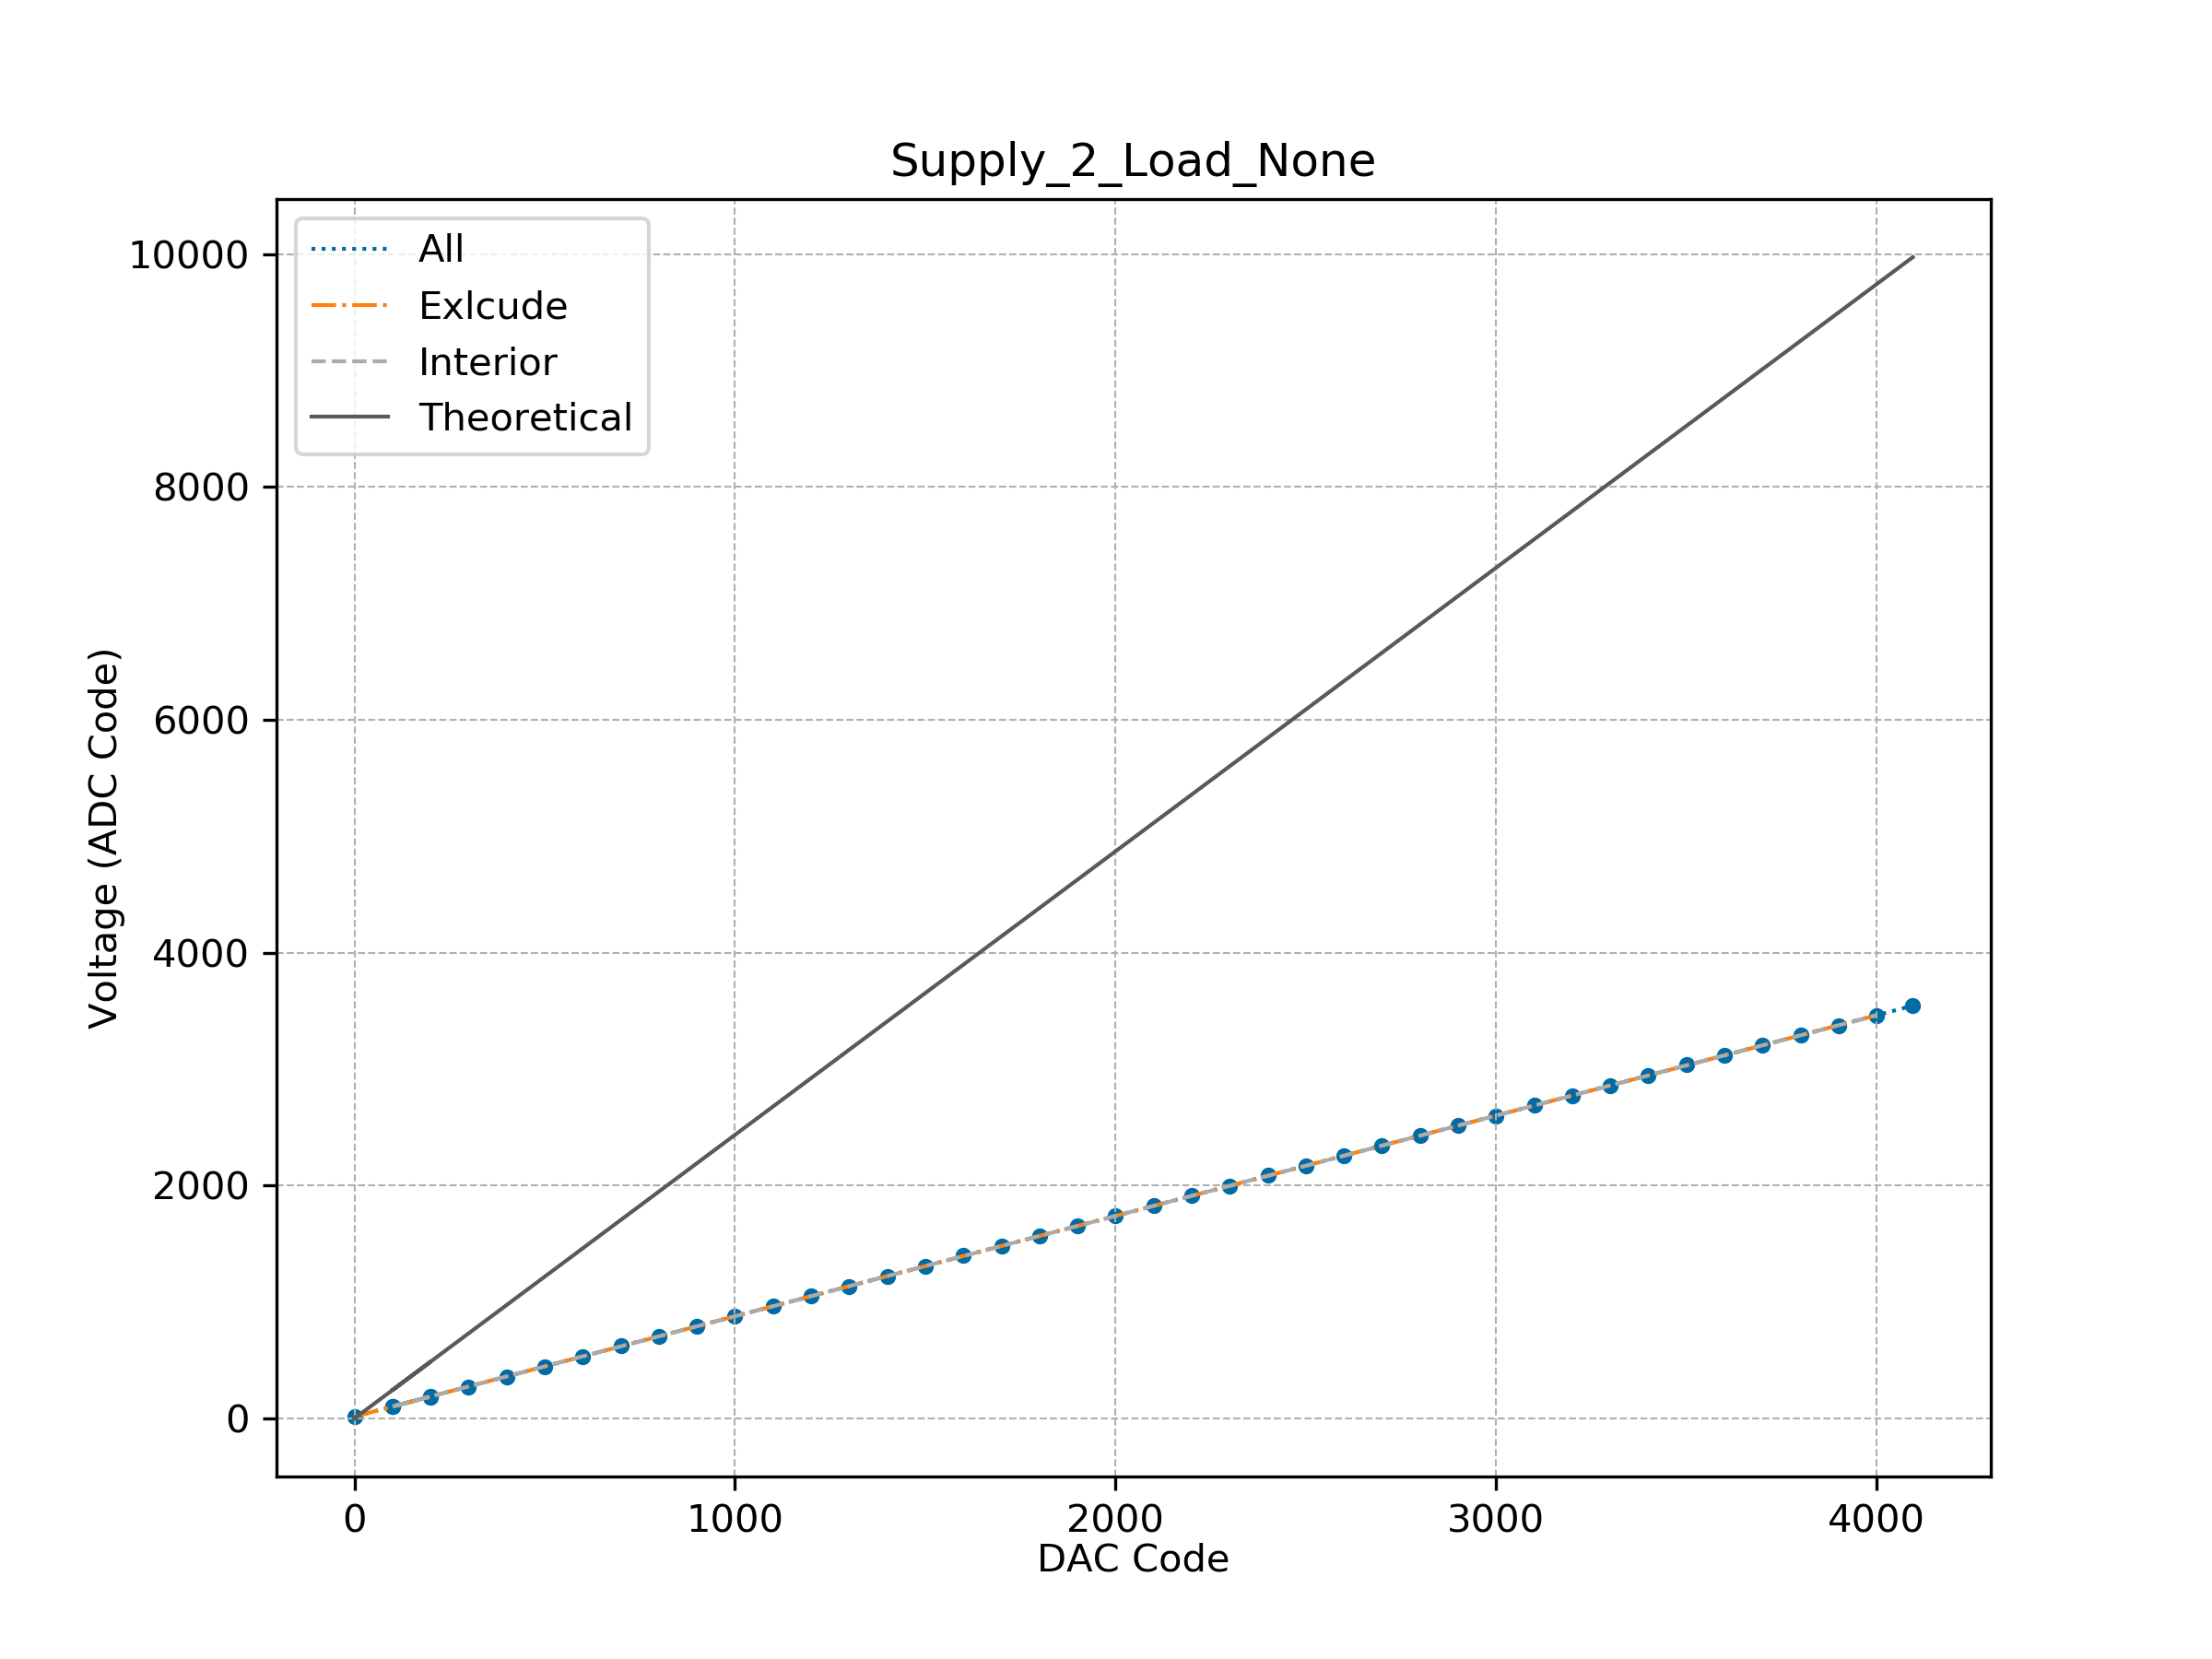 Supply_2_Load_None
All
Exlcude
Interior
Theoretical
10000
8000
6000
4000
2000
0
Voltage (ADC Code)
0 1000 2000 3000 4000
DAC Code